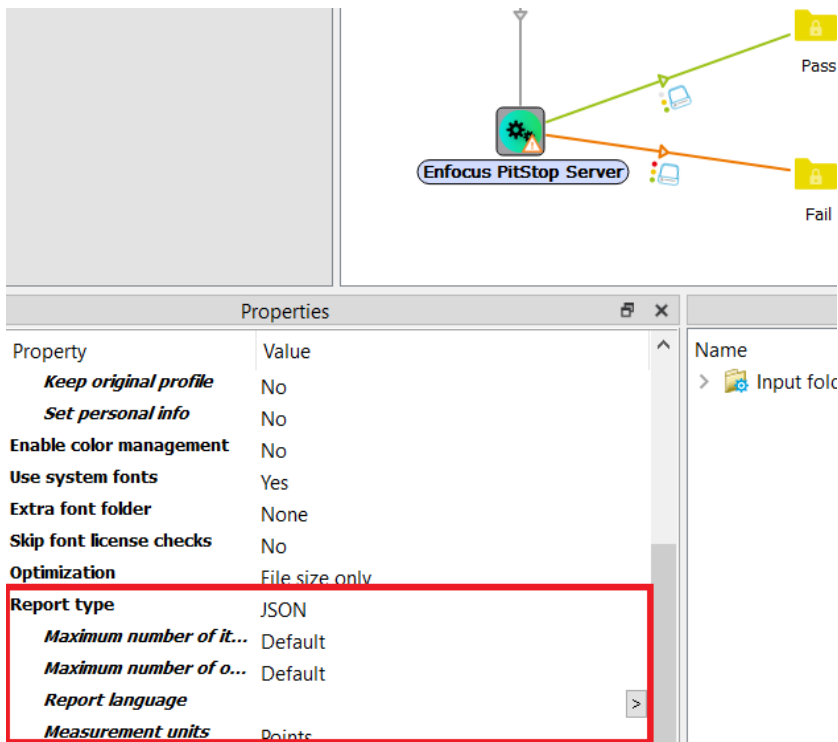 Pass
Enfocus PitStop Server
Fail
Properties
Property Value
Name
Keep original profile No
Input fold
Set personal info No
Enable color management No
Use system fonts Yes
Extra font folder None
Skip font license checks No
Optimization File size only
Report type JSON
Maximum number of it... Default
Maximum number of o... Default
Report language >
Measurement units Points